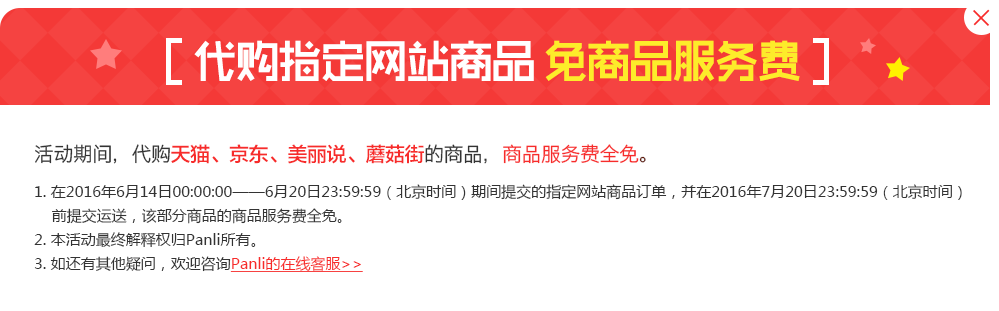 [ 代购指定网站商品 免商品服务费 ]
活动期间，代购天猫、京东、美丽说、蘑菇街的商品，商品服务费全免。
1. 在2016年6月14日00:00:00——6月20日23:59:59（北京时间）期间提交的指定网站商品订单，并在2016年7月20日23:59:59（北京时间）
前提交运送，该部分商品的商品服务费全免。
2. 本活动最终解释权归Panli所有。
3. 如还有其他疑问，欢迎咨询Panli的在线客服>>